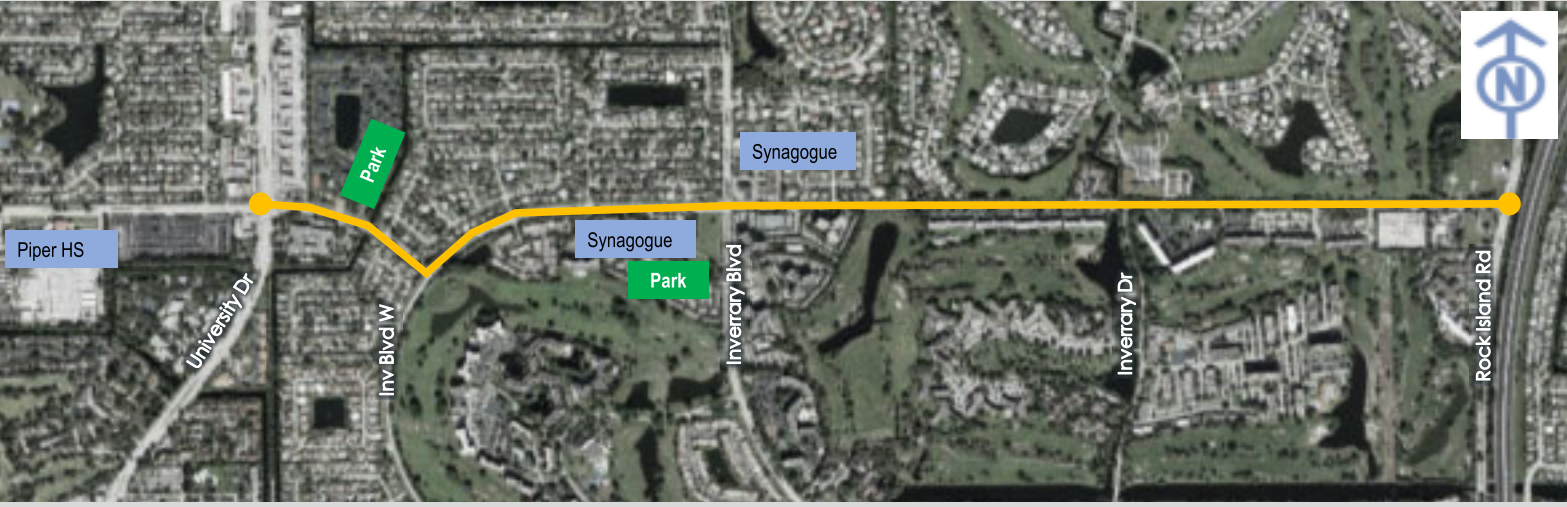 N
Park
Synagogue
Piper HS
Synagogue
Park
University Dr
Inv Blvd W
Inverrary Blvd
Inverrary Dr
Rock Island Rd